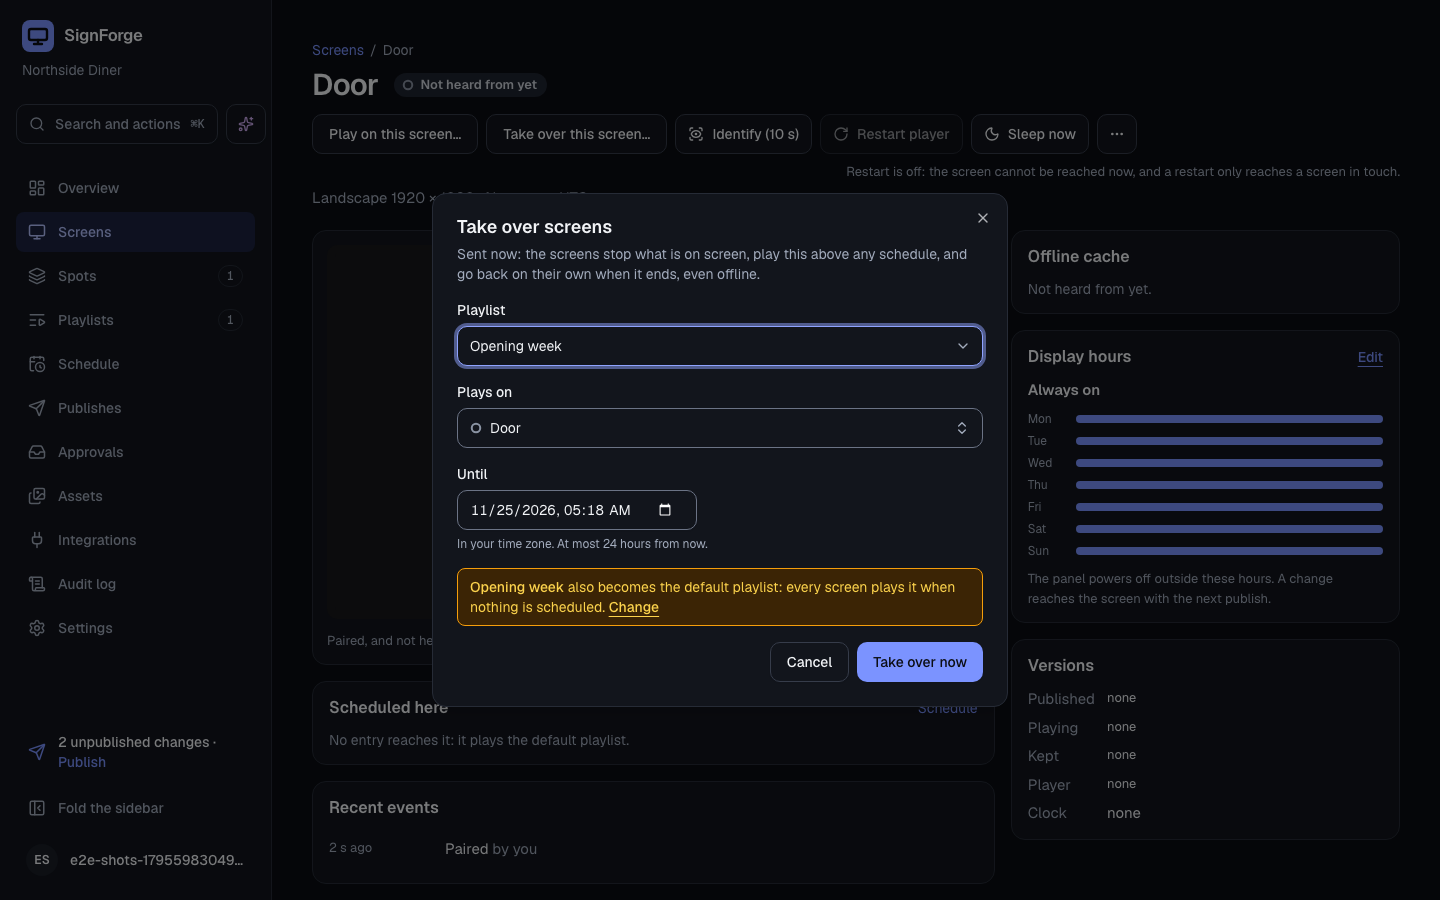 SignForge
Northside Diner
Search and actions ⌘K
Overview
Screens
Spots 1
Playlists 1
Schedule
Publishes
Approvals
Assets
Integrations
Audit log
Settings
2 unpublished changes ·
Publish
Fold the sidebar
ES e2e-shots-17955983049…
Screens / Door
Door Not heard from yet
Play on this screen… Take over this screen… Identify (10 s) Restart player Sleep now
Restart is off: the screen cannot be reached now, and a restart only reaches a screen in touch.
Landscape 1920 ×
Take over screens
Sent now: the screens stop what is on screen, play this above any schedule, and
go back on their own when it ends, even offline.
Playlist
Opening week
Plays on
Door
Until
11/25/2026, 05:18 AM
In your time zone. At most 24 hours from now.
Opening week also becomes the default playlist: every screen plays it when
nothing is scheduled. Change
Cancel Take over now
Paired, and not he
Scheduled here Schedule
No entry reaches it: it plays the default playlist.
Recent events
2 s ago Paired by you
Offline cache
Not heard from yet.
Display hours Edit
Always on
Mon
Tue
Wed
Thu
Fri
Sat
Sun
The panel powers off outside these hours. A change
reaches the screen with the next publish.
Versions
Published none
Playing none
Kept none
Player none
Clock none